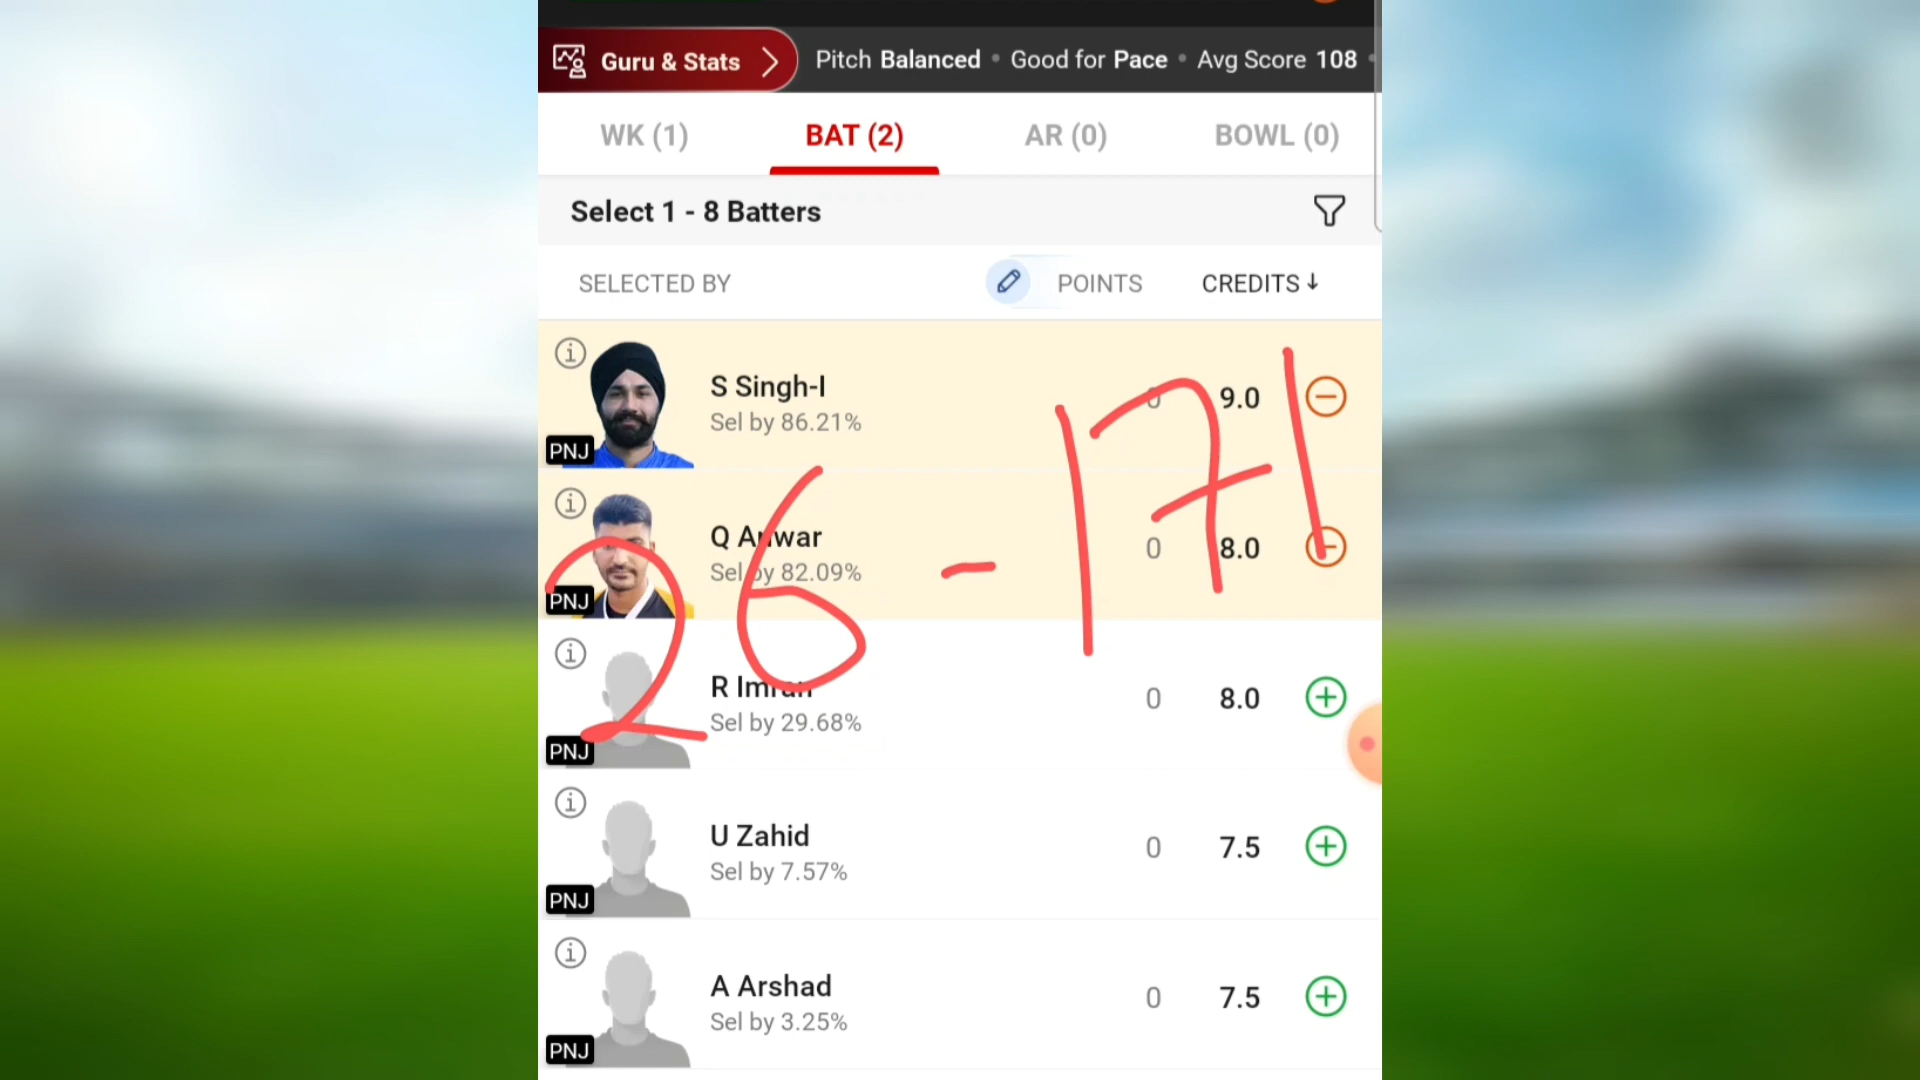 Guru & Stats > Pitch Balanced • Good for Pace • Avg Score 108
WK (1) BAT (2) AR (0) BOWL (0)
Select 1 - 8 Batters
SELECTED BY POINTS CREDITS ↓
S Singh-I 0 9.0
Sel by 86.21%
PNJ
Q Anwar 0 8.0
Sel by 82.09%
PNJ
26 - 171
R Imran 0 8.0
Sel by 29.68%
PNJ
U Zahid 0 7.5
Sel by 7.57%
PNJ
A Arshad 0 7.5
Sel by 3.25%
PNJ